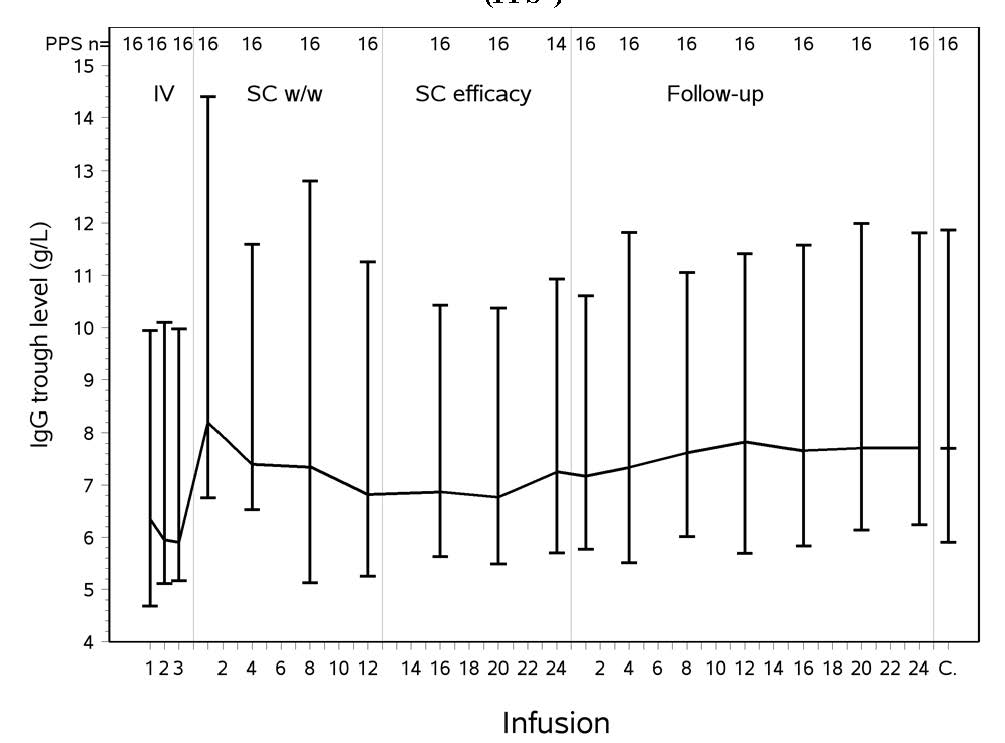 PPS n= 16 16 16 16 16 16 16 16 16 14 16 16 16 16 16 16 16 16
IV SC w/w SC efficacy Follow-up
15
14
13
12
11
10
9
8
7
6
5
4
IgG trough level (g/L)
1 2 3 2 4 6 8 10 12 14 16 18 20 22 24 2 4 6 8 10 12 14 16 18 20 22 24 C.
Infusion